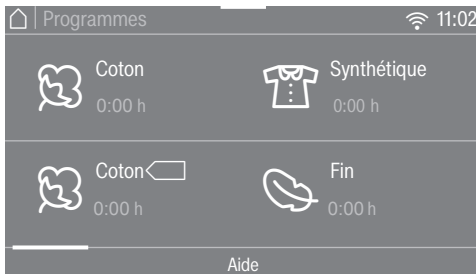 Programmes 11:02
Coton Synthétique
0:00 h 0:00 h
Coton Fin
0:00 h 0:00 h
Aide